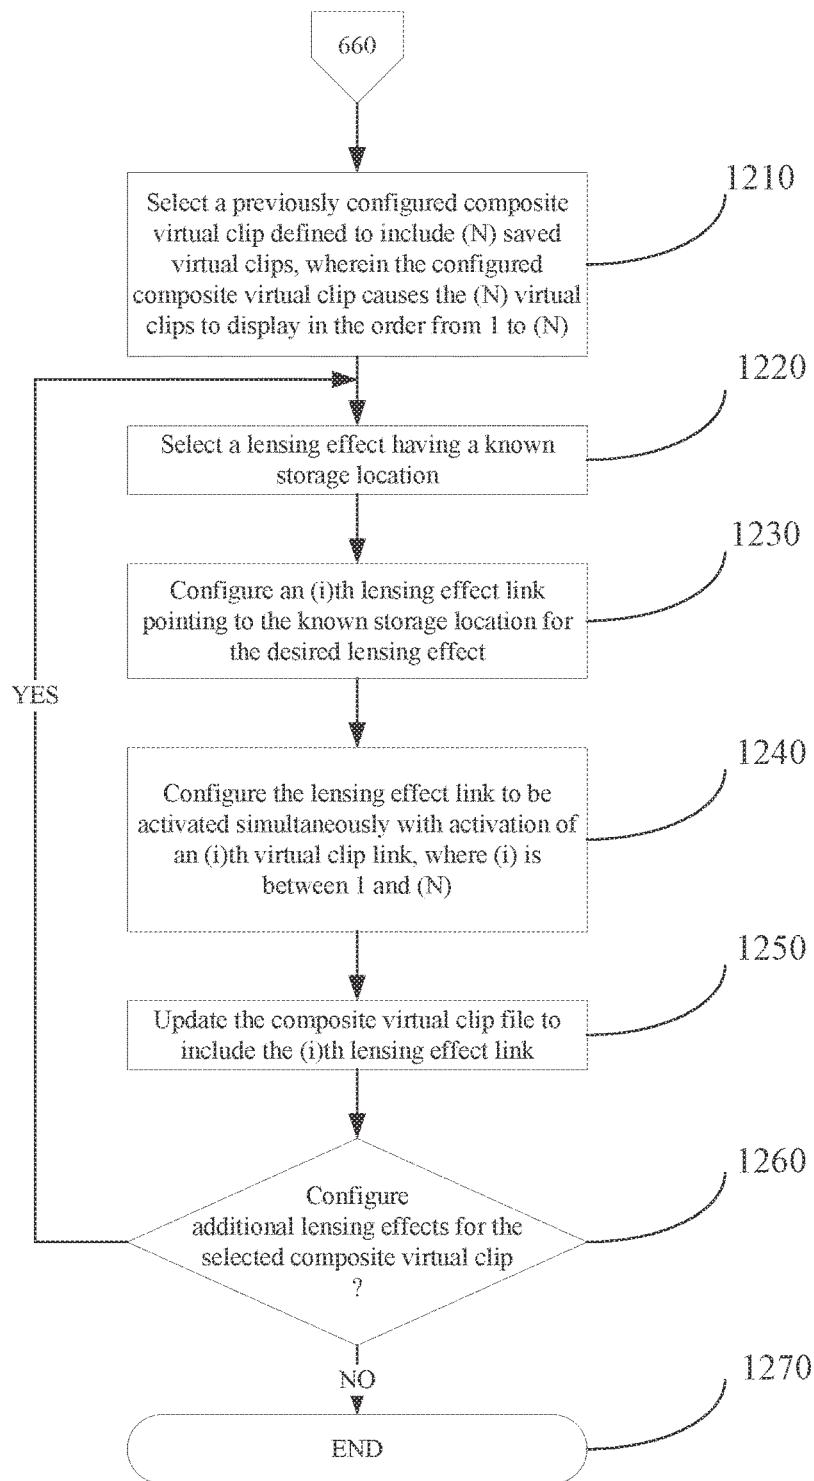 660
1210
Select a previously configured composite
virtual clip defined to include (N) saved
virtual clips, wherein the configured
composite virtual clip causes the (N) virtual
clips to display in the order from 1 to (N)
1220
Select a lensing effect having a known
storage location
1230
Configure an (i)th lensing effect link
pointing to the known storage location for
the desired lensing effect
YES
1240
Configure the lensing effect link to be
activated simultaneously with activation of
an (i)th virtual clip link, where (i) is
between 1 and (N)
1250
Update the composite virtual clip file to
include the (i)th lensing effect link
1260
Configure
additional lensing effects for the
selected composite virtual clip
?
NO
1270
END